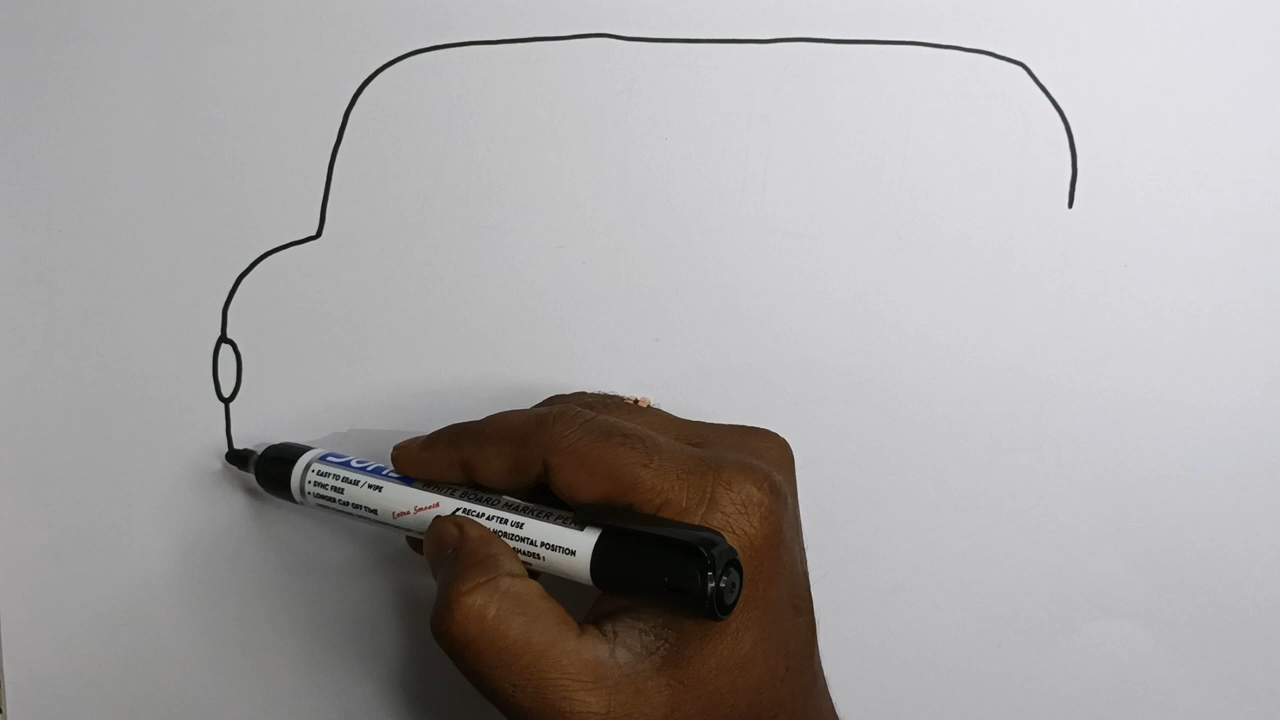 • EASY TO ERASE / WIPE
• SYNC FREE
• LONGER CAP OFF TIME
Extra Smooth
WHITE BOARD MARKER PEN
RECAP AFTER USE
HORIZONTAL POSITION
SHADES :